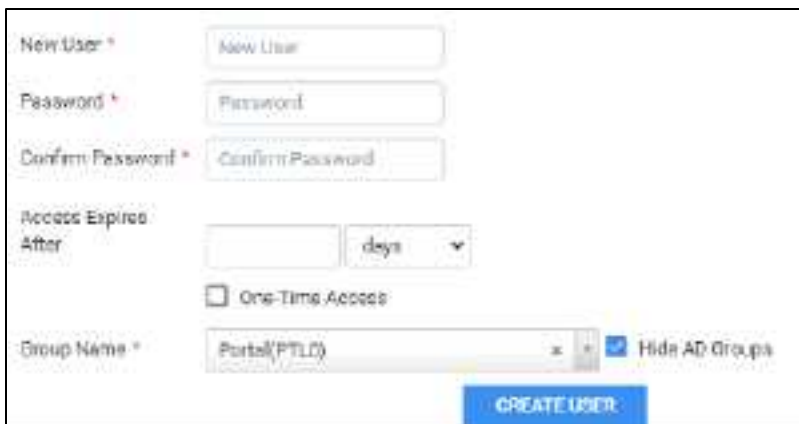 New User * New User
Password * Password
Confirm Password * Confirm Password
Access Expires
After days
One-Time Access
Group Name * Portal(PTLD) × Hide AD Groups
CREATE USER